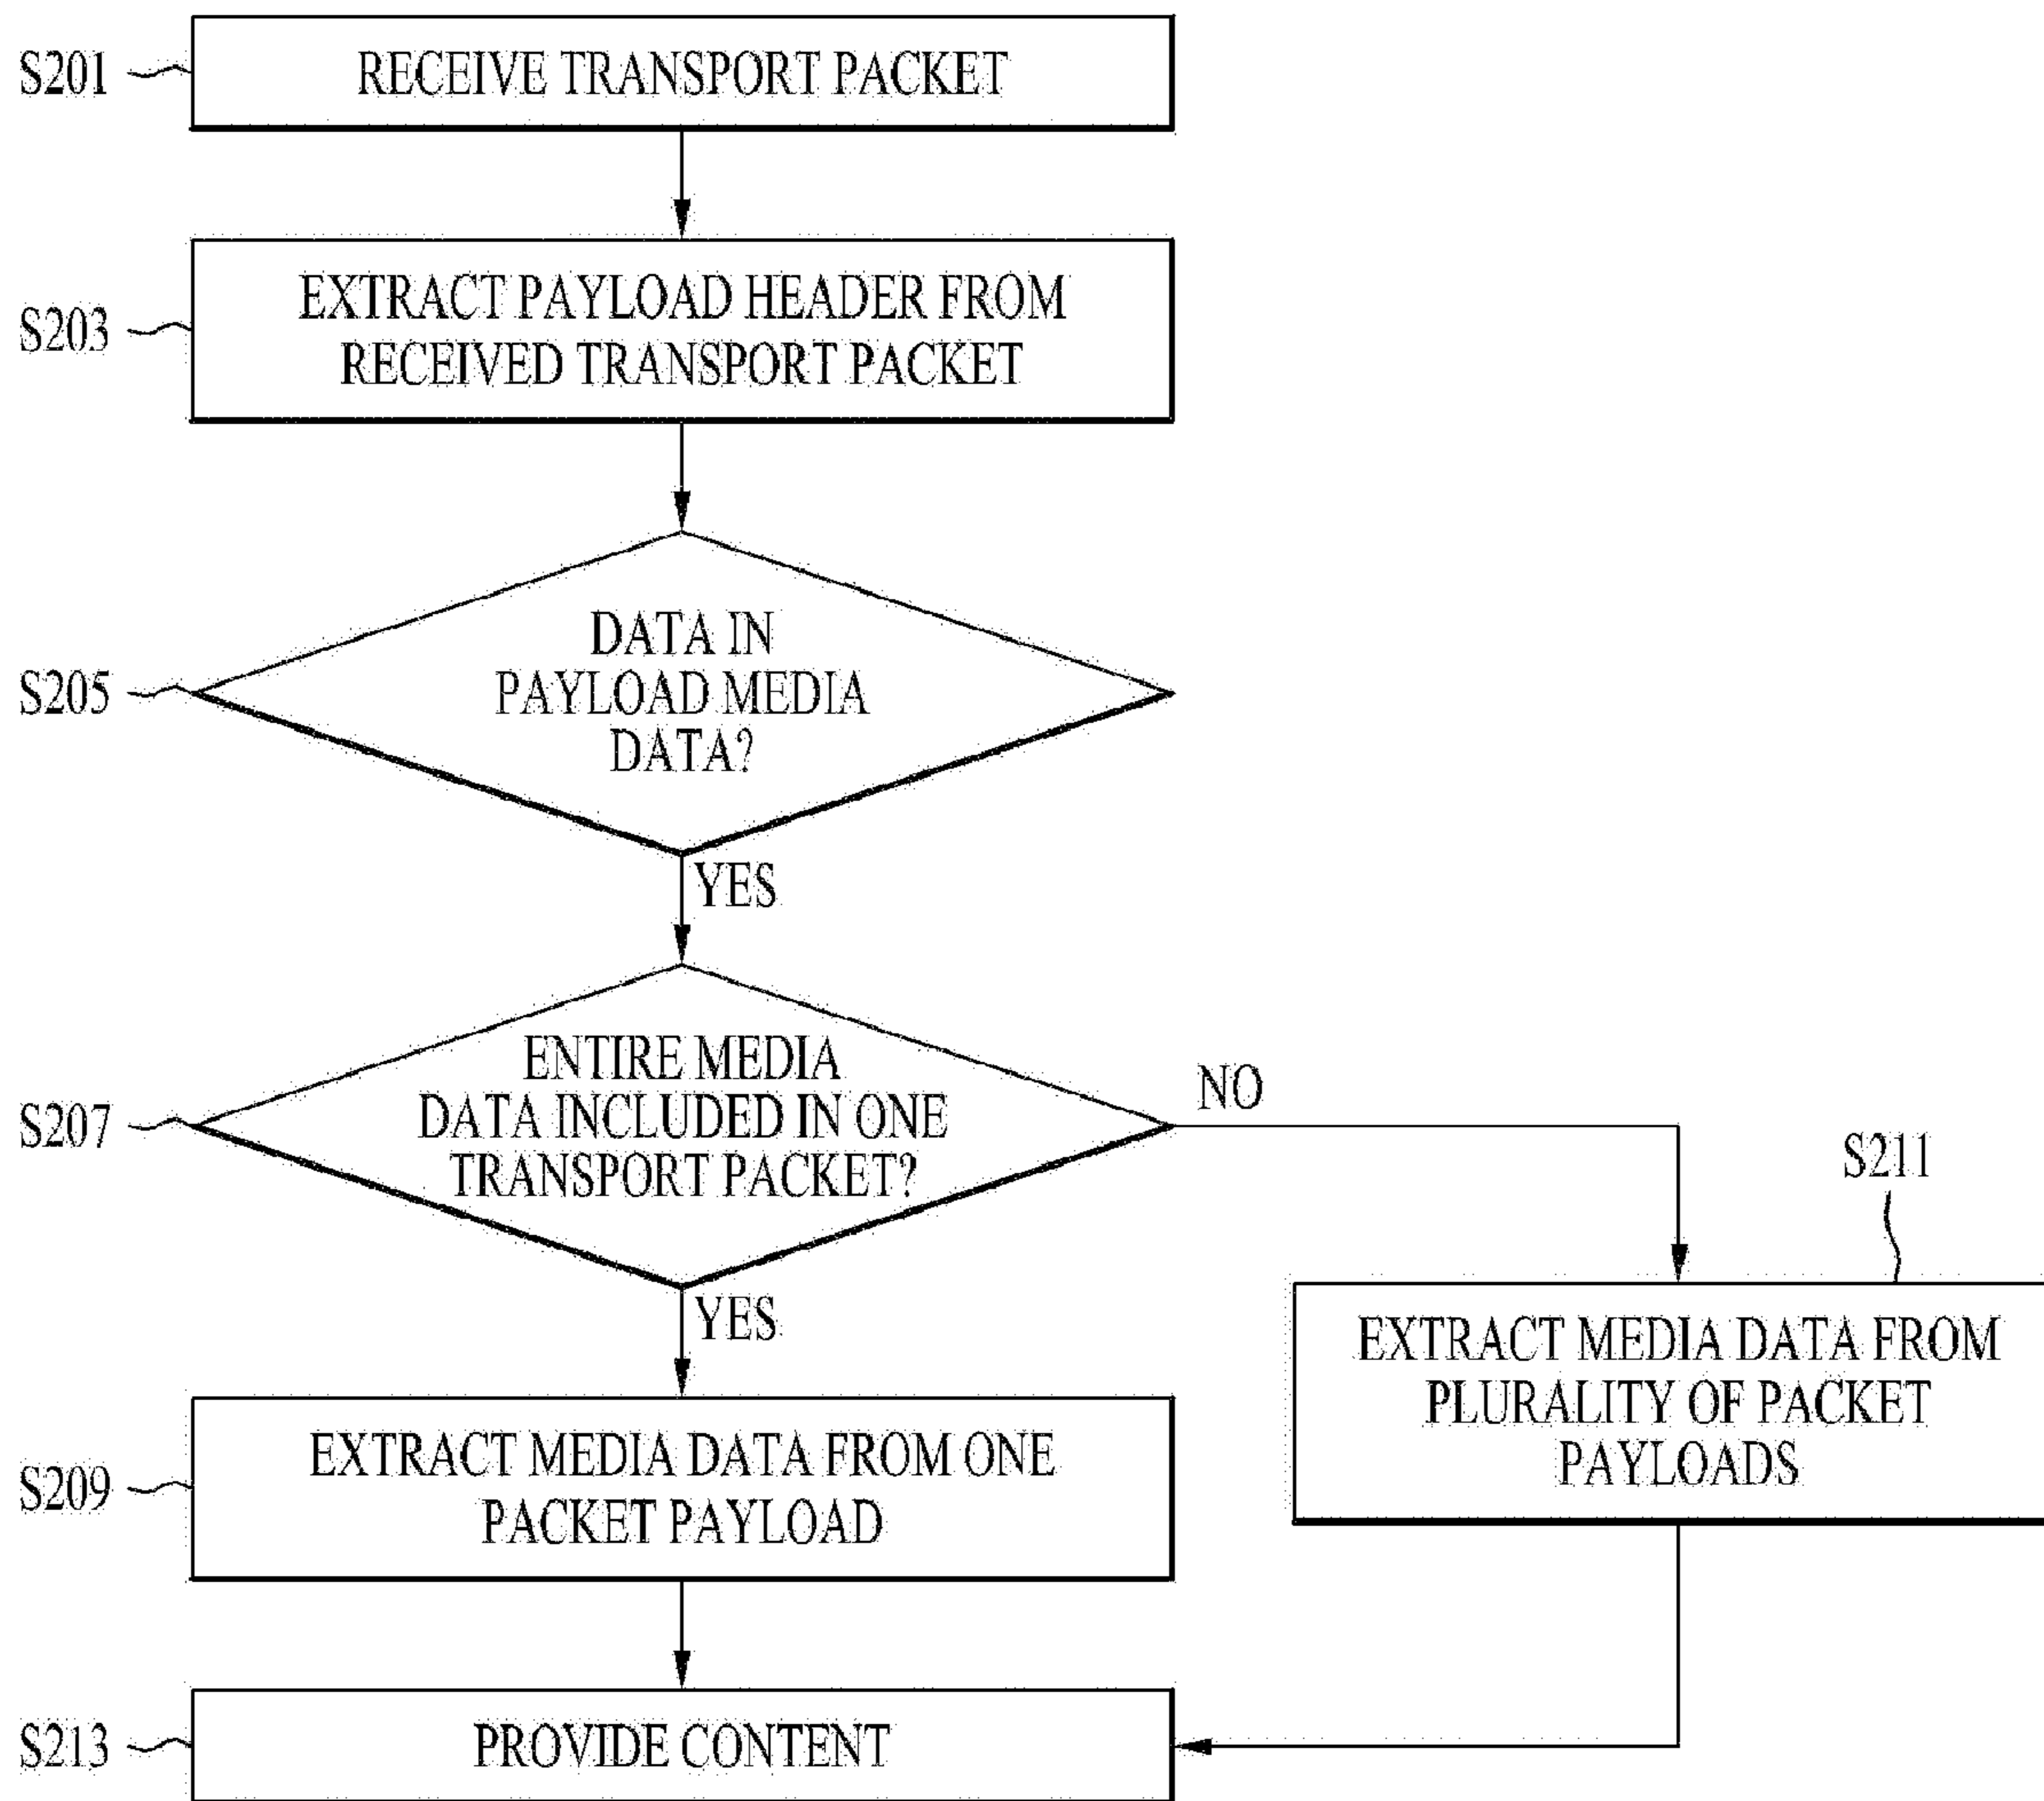 S201
RECEIVE TRANSPORT PACKET
S203
EXTRACT PAYLOAD HEADER FROM
RECEIVED TRANSPORT PACKET
S205
DATA IN
PAYLOAD MEDIA
DATA?
YES
S207
ENTIRE MEDIA
DATA INCLUDED IN ONE
TRANSPORT PACKET?
NO
YES
S211
EXTRACT MEDIA DATA FROM
PLURALITY OF PACKET
PAYLOADS
S209
EXTRACT MEDIA DATA FROM ONE
PACKET PAYLOAD
S213
PROVIDE CONTENT